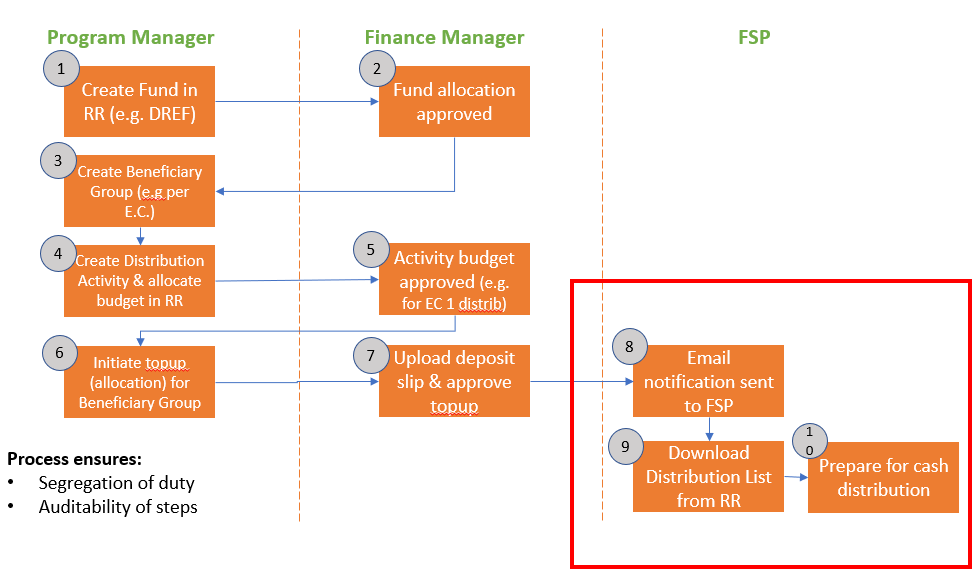 Program Manager
Finance Manager
FSP
1
Create Fund in
RR (e.g. DREF)
2
Fund allocation
approved
3
Create Beneficiary
Group (e.g per
E.C.)
4
Create Distribution
Activity & allocate
budget in RR
5
Activity budget
approved (e.g.
for EC 1 distrib)
6
Initiate topup
(allocation) for
Beneficiary Group
7
Upload deposit
slip & approve
topup
8
Email
notification sent
to FSP
9
Download
Distribution List
from RR
1
0
Prepare for cash
distribution
Process ensures:
• Segregation of duty
• Auditability of steps